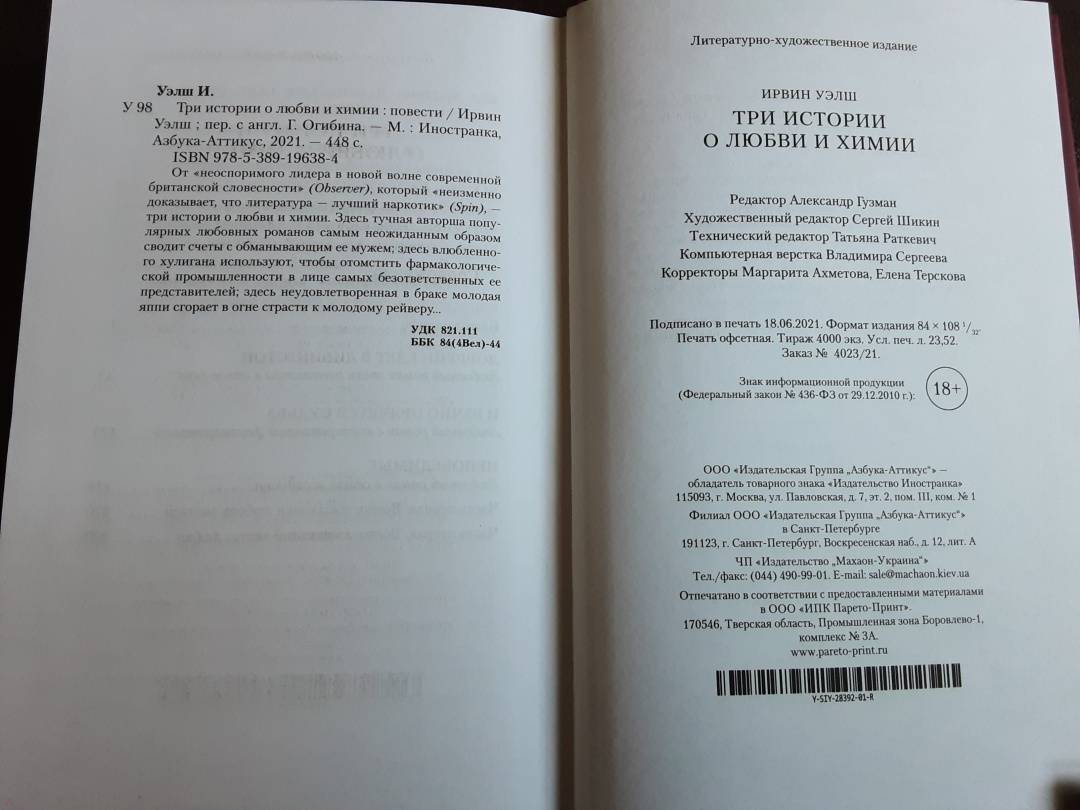 Уэлш И.
У 98 Три истории о любви и химии : повести / Ирвин
Уэлш ; пер. с англ. Г. Огибина. — М. : Иностранка,
Азбука-Аттикус, 2021. — 448 с.
ISBN 978-5-389-19638-4
От «неоспоримого лидера в новой волне современной
британской словесности» (Observer), который «неизменно
доказывает, что литература — лучший наркотик» (Spin), —
три истории о любви и химии. Здесь тучная авторша попу-
лярных любовных романов самым неожиданным образом
сводит счеты с обманывающим ее мужем; здесь влюбленно-
го хулигана используют, чтобы отомстить фармакологиче-
ской промышленности в лице самых безответственных ее
представителей; здесь неудовлетворенная в браке молодая
яппи сгорает в огне страсти к молодому рейверу...
УДК 821.111
ББК 84(4Вел)-44
Литературно-художественное издание
ИРВИН УЭЛШ
ТРИ ИСТОРИИ
О ЛЮБВИ И ХИМИИ
Редактор Александр Гузман
Художественный редактор Сергей Шикин
Технический редактор Татьяна Раткевич
Компьютерная верстка Владимира Сергеева
Корректоры Маргарита Ахметова, Елена Терскова
Подписано в печать 18.06.2021. Формат издания 84 × 108 1/32.
Печать офсетная. Тираж 4000 экз. Усл. печ. л. 23,52.
Заказ № 4023/21.
Знак информационной продукции
(Федеральный закон № 436-ФЗ от 29.12.2010 г.):
18+
ООО «Издательская Группа „Азбука-Аттикус“» —
обладатель товарного знака «Издательство Иностранка»
115093, г. Москва, ул. Павловская, д. 7, эт. 2, пом. III, ком. № 1
Филиал ООО «Издательская Группа „Азбука-Аттикус“»
в Санкт-Петербурге
191123, г. Санкт-Петербург, Воскресенская наб., д. 12, лит. А
ЧП «Издательство „Махаон-Украина“»
Тел./факс: (044) 490-99-01. E-mail: sale@machaon.kiev.ua
Отпечатано в соответствии с предоставленными материалами
в ООО «ИПК Парето-Принт».
170546, Тверская область, Промышленная зона Боровлево-1,
комплекс № 3А.
www.pareto-print.ru
Y-SIY-28392-01-R